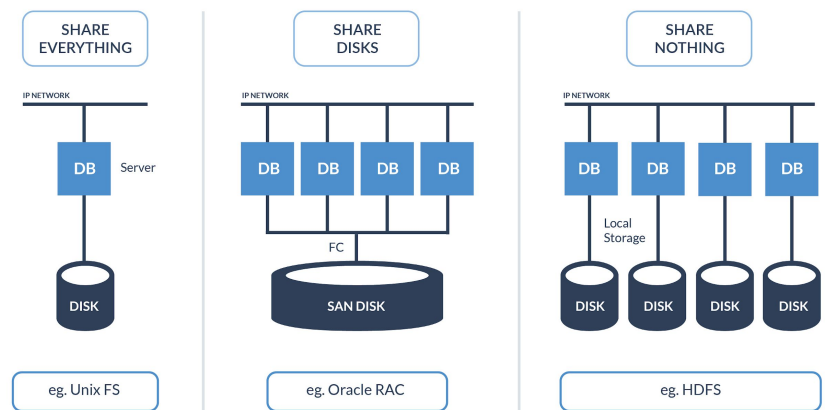 SHARE
EVERYTHING
IP NETWORK
DB
Server
DISK
eg. Unix FS
SHARE
DISKS
IP NETWORK
DB DB DB DB
FC
SAN DISK
eg. Oracle RAC
SHARE
NOTHING
IP NETWORK
DB DB DB DB
Local
Storage
DISK DISK DISK DISK
eg. HDFS